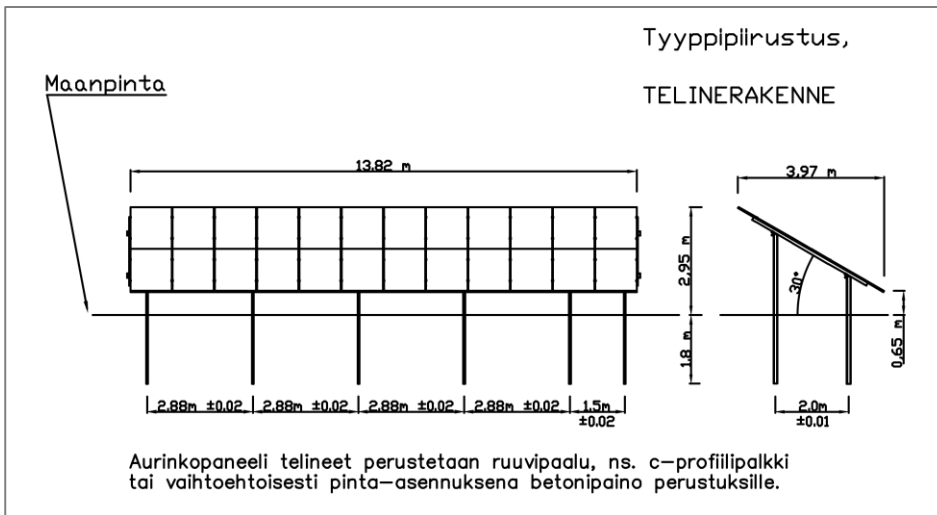 Tyyppipiirustus,
TELINERAKENNE
Maanpinta
13.82 m
3,97 m
2,95 m
30°
1.8 m
0,65 m
2.88m ±0.02
2.88m ±0.02
2.88m ±0.02
2.88m ±0.02
1.5m
±0.02
2.0m
±0.01
Aurinkopaneeli telineet perustetaan ruuvipaalu, ns. c-profiilipalkki
tai vaihtoehtoisesti pinta-asennuksena betonipaino perustuksille.